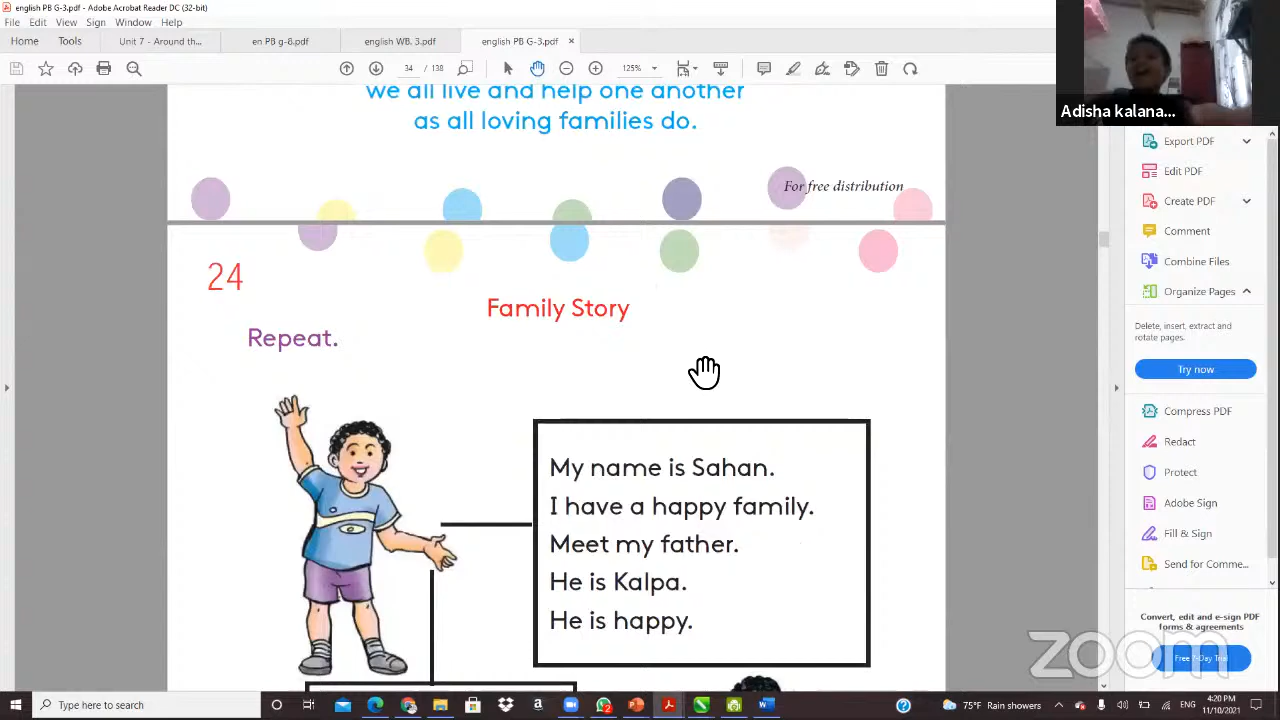 english PB G-3.pdf - Adobe Acrobat Reader DC (32-bit)
File Edit View Sign Window Help
Home Tools Unit 7 - Around th... en PB g-8.pdf english WB. 3.pdf english PB G-3.pdf ×
34 / 138 125%
we all live and help one another
as all loving families do.
For free distribution
24
Family Story
Repeat.
My name is Sahan.
I have a happy family.
Meet my father.
He is Kalpa.
He is happy.
Adisha kalana...
Export PDF
Edit PDF
Create PDF
Comment
Combine Files
Organize Pages
Delete, insert, extract and
rotate pages.
Try now
Compress PDF
Redact
Protect
Adobe Sign
Fill & Sign
Send for Comme...
Convert, edit and e-sign PDF
forms & agreements
Free 7-Day Trial
zoom
Type here to search
75°F Rain showers
4:20 PM
11/10/2021